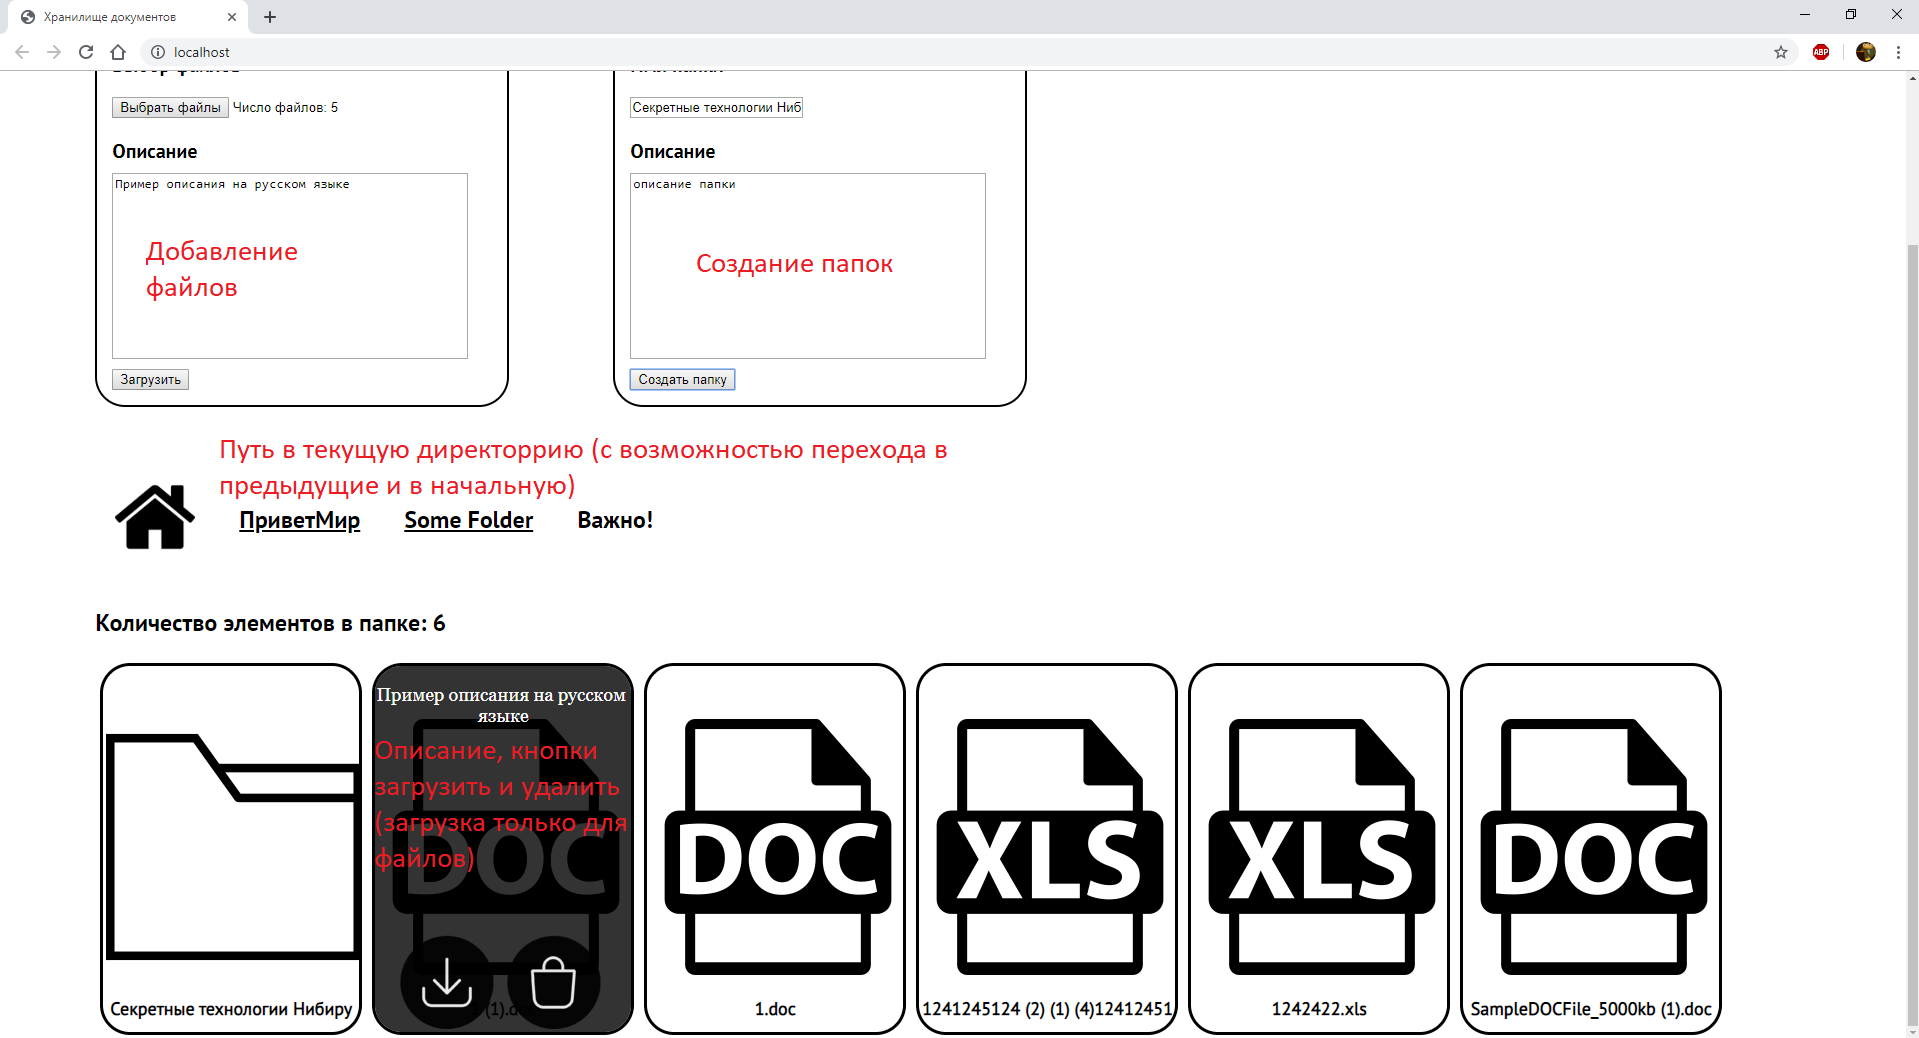 Хранилище документов
localhost
ABP
Выбрать файлы Число файлов: 5
Секретные технологии Ниб
Описание
Описание
Пример описания на русском языке
описание папки
Добавление
файлов
Создание папок
Загрузить
Создать папку
Путь в текущую директоррию (с возможностью перехода в
предыдущие и в начальную)
ПриветМир Some Folder Важно!
Количество элементов в папке: 6
Пример описания на русском
языке
Описание, кнопки
загрузить и удалить
(загрузка только для
файлов)
DOC
DOC
XLS
XLS
DOC
Секретные технологии Нибиру
(1).do
1.doc
1241245124 (2) (1) (4)12412451
1242422.xls
SampleDOCFile_5000kb (1).doc